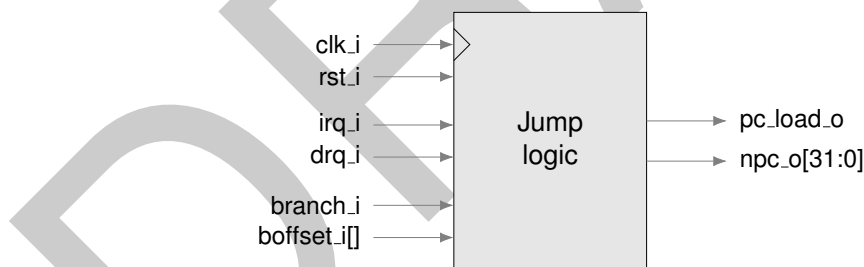 clk_i
rst_i
irq_i
drq_i
branch_i
boffset_i[]
Jump
logic
pc_load_o
npc_o[31:0]